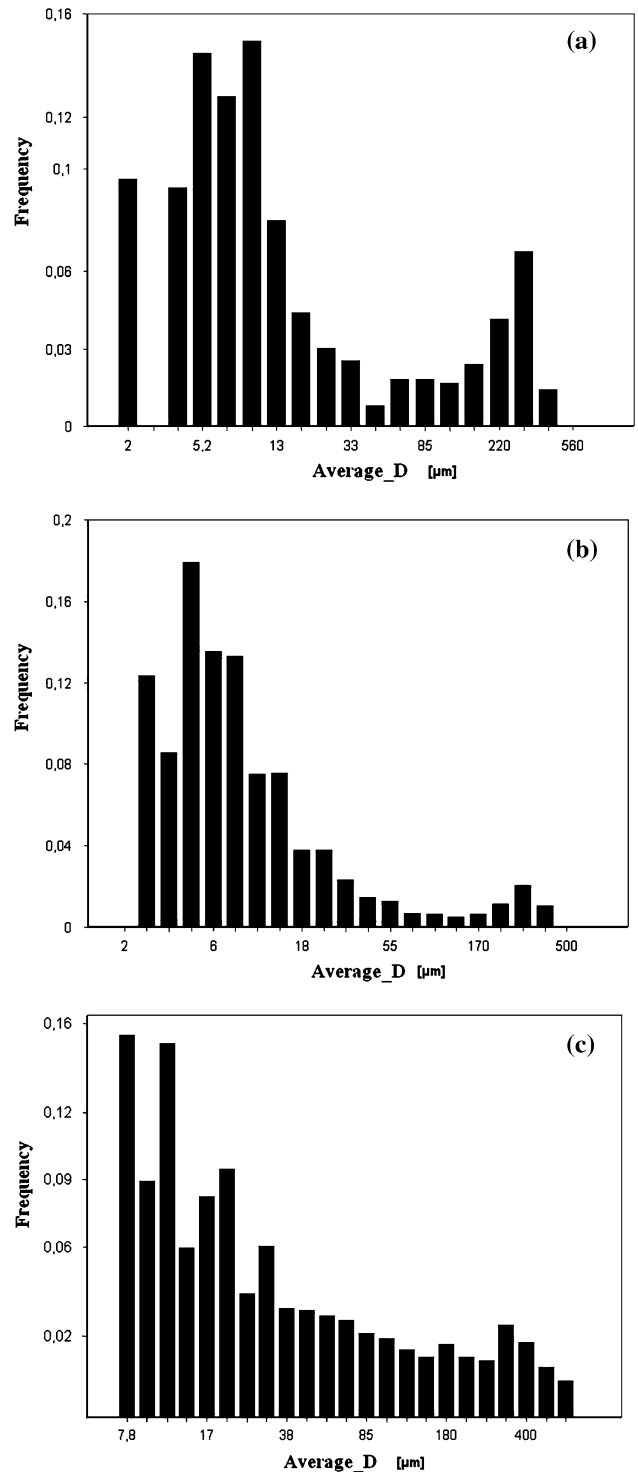 (a)
0,16
0,12
0,1
0,06
0,03
0
Frequency
2 5,2 13 33 85 220 560
Average_D [µm]
(b)
0,2
0,16
0,12
0,08
0,04
0
Frequency
2 6 18 55 170 500
Average_D [µm]
(c)
0,16
0,12
0,09
0,06
0,02
Frequency
7,8 17 38 85 180 400
Average_D [µm]